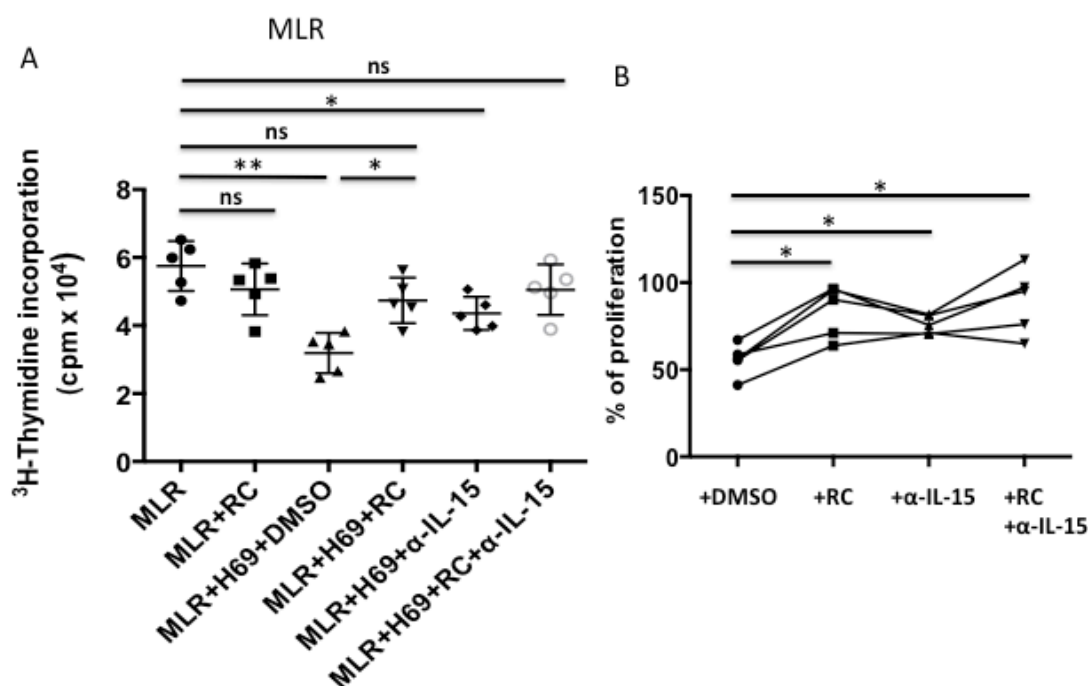 MLR
A
ns
*
ns
**
*
ns
³H-Thymidine incorporation
(cpm x 10⁴)
8
6
4
2
0
MLR
MLR+RC
MLR+H69+DMSO
MLR+H69+RC
MLR+H69+α-IL-15
MLR+H69+RC+α-IL-15
B
*
*
*
% of proliferation
150
100
50
0
+DMSO
+RC
+α-IL-15
+RC
+α-IL-15